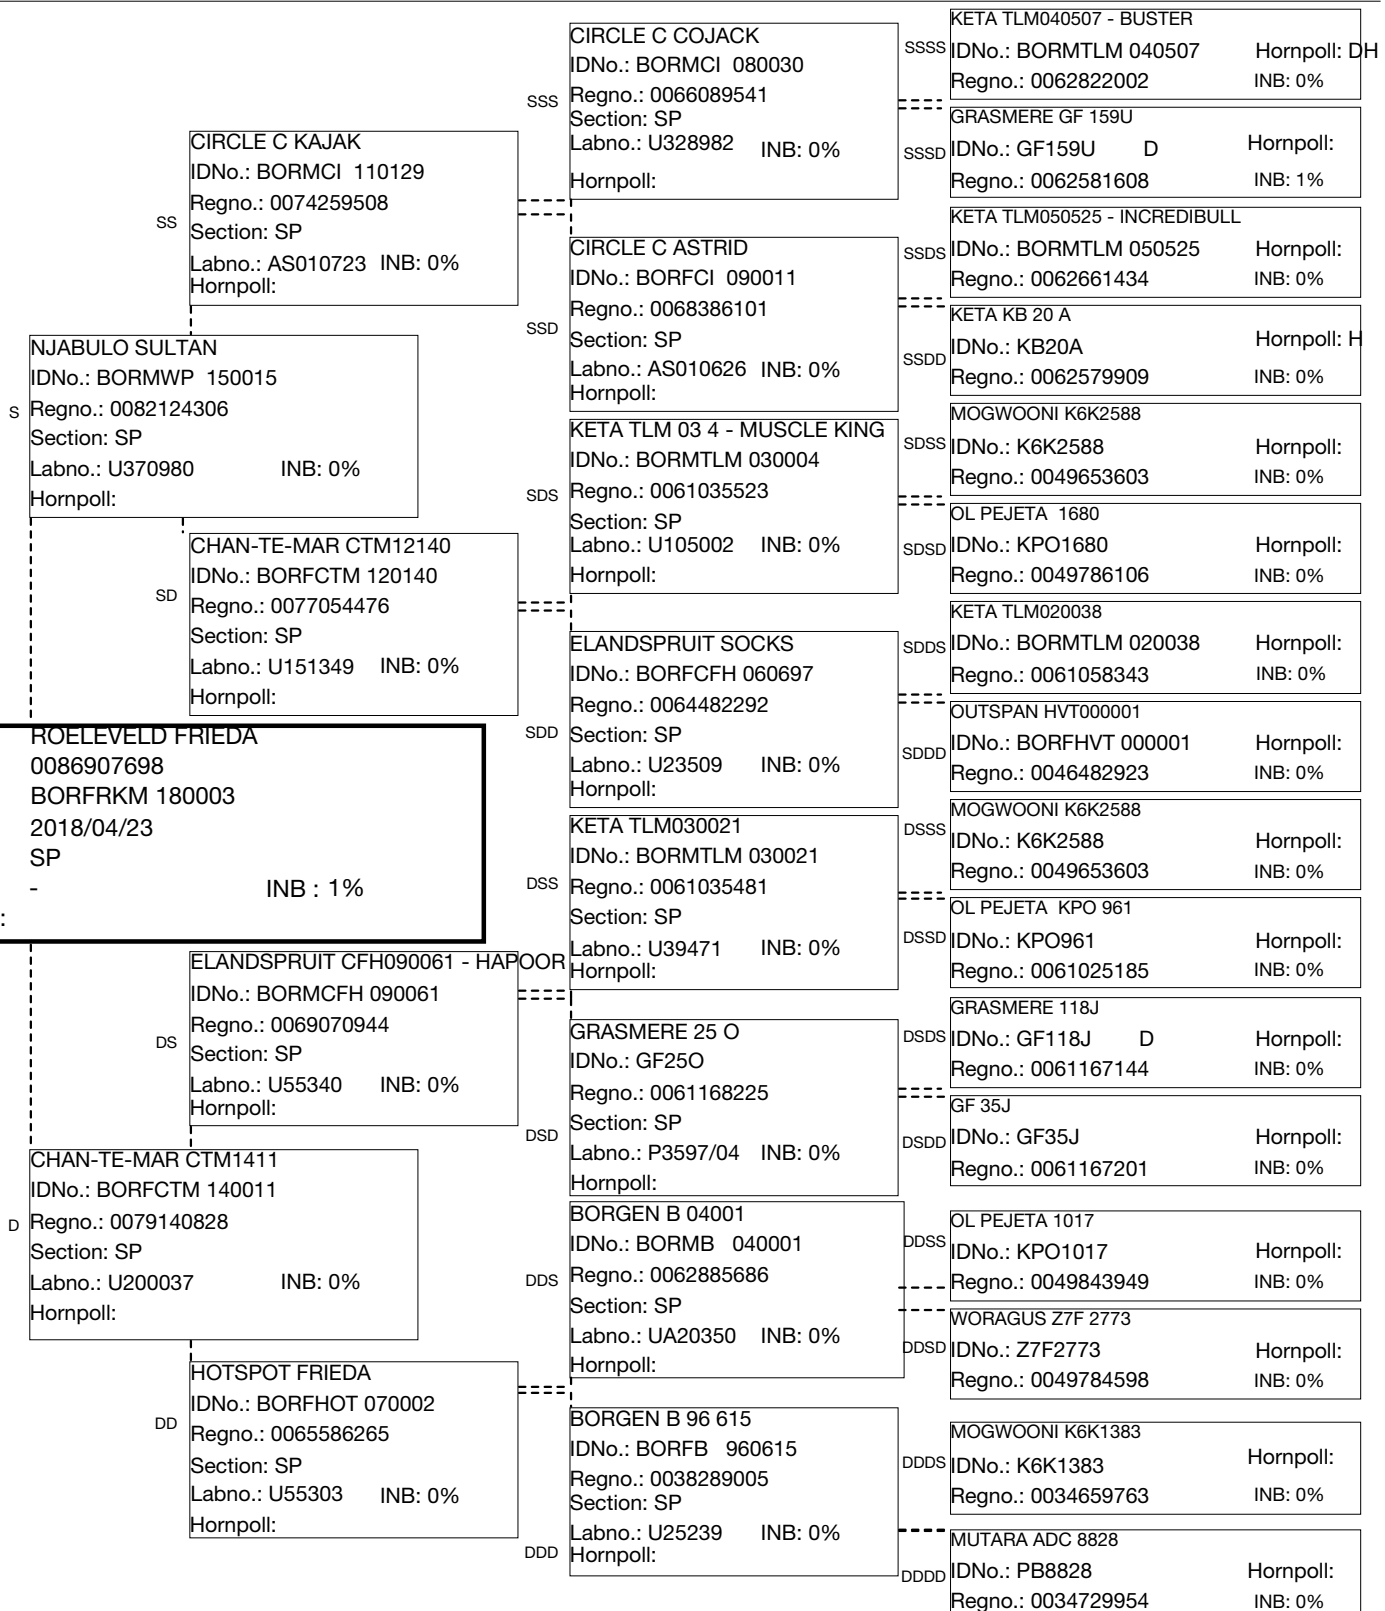 SSSS
KETA TLM040507 - BUSTER
IDNo.: BORMTLM 040507 Hornpoll: DH
Regno.: 0062822002 INB: 0%
SSS
CIRCLE C COJACK
IDNo.: BORMCI 080030
Regno.: 0066089541
Section: SP
Labno.: U328982 INB: 0%
Hornpoll:
SSSD
GRASMERE GF 159U
IDNo.: GF159U D Hornpoll:
Regno.: 0062581608 INB: 1%
SS
CIRCLE C KAJAK
IDNo.: BORMCI 110129
Regno.: 0074259508
Section: SP
Labno.: AS010723 INB: 0%
Hornpoll:
SSDS
KETA TLM050525 - INCREDIBULL
IDNo.: BORMTLM 050525 Hornpoll:
Regno.: 0062661434 INB: 0%
SSD
CIRCLE C ASTRID
IDNo.: BORFCI 090011
Regno.: 0068386101
Section: SP
Labno.: AS010626 INB: 0%
Hornpoll:
SSDD
KETA KB 20 A
IDNo.: KB20A Hornpoll: H
Regno.: 0062579909 INB: 0%
S
NJABULO SULTAN
IDNo.: BORMWP 150015
Regno.: 0082124306
Section: SP
Labno.: U370980 INB: 0%
Hornpoll:
SDSS
MOGWOONI K6K2588
IDNo.: K6K2588 Hornpoll:
Regno.: 0049653603 INB: 0%
SDS
KETA TLM 03 4 - MUSCLE KING
IDNo.: BORMTLM 030004
Regno.: 0061035523
Section: SP
Labno.: U105002 INB: 0%
Hornpoll:
SDSD
OL PEJETA 1680
IDNo.: KPO1680 Hornpoll:
Regno.: 0049786106 INB: 0%
SD
CHAN-TE-MAR CTM12140
IDNo.: BORFCTM 120140
Regno.: 0077054476
Section: SP
Labno.: U151349 INB: 0%
Hornpoll:
SDDS
KETA TLM020038
IDNo.: BORMTLM 020038 Hornpoll:
Regno.: 0061058343 INB: 0%
SDD
ELANDSPRUIT SOCKS
IDNo.: BORFCFH 060697
Regno.: 0064482292
Section: SP
Labno.: U23509 INB: 0%
Hornpoll:
SDDD
OUTSPAN HVT000001
IDNo.: BORFHVT 000001 Hornpoll:
Regno.: 0046482923 INB: 0%
ROELEVELD FRIEDA
0086907698
BORFRKM 180003
2018/04/23
SP
- INB : 1%
:
DSSS
MOGWOONI K6K2588
IDNo.: K6K2588 Hornpoll:
Regno.: 0049653603 INB: 0%
DSS
KETA TLM030021
IDNo.: BORMTLM 030021
Regno.: 0061035481
Section: SP
Labno.: U39471 INB: 0%
Hornpoll:
DSSD
OL PEJETA KPO 961
IDNo.: KPO961 Hornpoll:
Regno.: 0061025185 INB: 0%
DS
ELANDSPRUIT CFH090061 - HAPOOR
IDNo.: BORMCFH 090061
Regno.: 0069070944
Section: SP
Labno.: U55340 INB: 0%
Hornpoll:
DSDS
GRASMERE 118J
IDNo.: GF118J D Hornpoll:
Regno.: 0061167144 INB: 0%
DSD
GRASMERE 25 O
IDNo.: GF25O
Regno.: 0061168225
Section: SP
Labno.: P3597/04 INB: 0%
Hornpoll:
DSDD
GF 35J
IDNo.: GF35J Hornpoll:
Regno.: 0061167201 INB: 0%
D
CHAN-TE-MAR CTM1411
IDNo.: BORFCTM 140011
Regno.: 0079140828
Section: SP
Labno.: U200037 INB: 0%
Hornpoll:
DDSS
OL PEJETA 1017
IDNo.: KPO1017 Hornpoll:
Regno.: 0049843949 INB: 0%
DDS
BORGEN B 04001
IDNo.: BORMB 040001
Regno.: 0062885686
Section: SP
Labno.: UA20350 INB: 0%
Hornpoll:
DDSD
WORAGUS Z7F 2773
IDNo.: Z7F2773 Hornpoll:
Regno.: 0049784598 INB: 0%
DD
HOTSPOT FRIEDA
IDNo.: BORFHOT 070002
Regno.: 0065586265
Section: SP
Labno.: U55303 INB: 0%
Hornpoll:
DDDS
MOGWOONI K6K1383
IDNo.: K6K1383 Hornpoll:
Regno.: 0034659763 INB: 0%
DDD
BORGEN B 96 615
IDNo.: BORFB 960615
Regno.: 0038289005
Section: SP
Labno.: U25239 INB: 0%
Hornpoll:
DDDD
MUTARA ADC 8828
IDNo.: PB8828 Hornpoll:
Regno.: 0034729954 INB: 0%